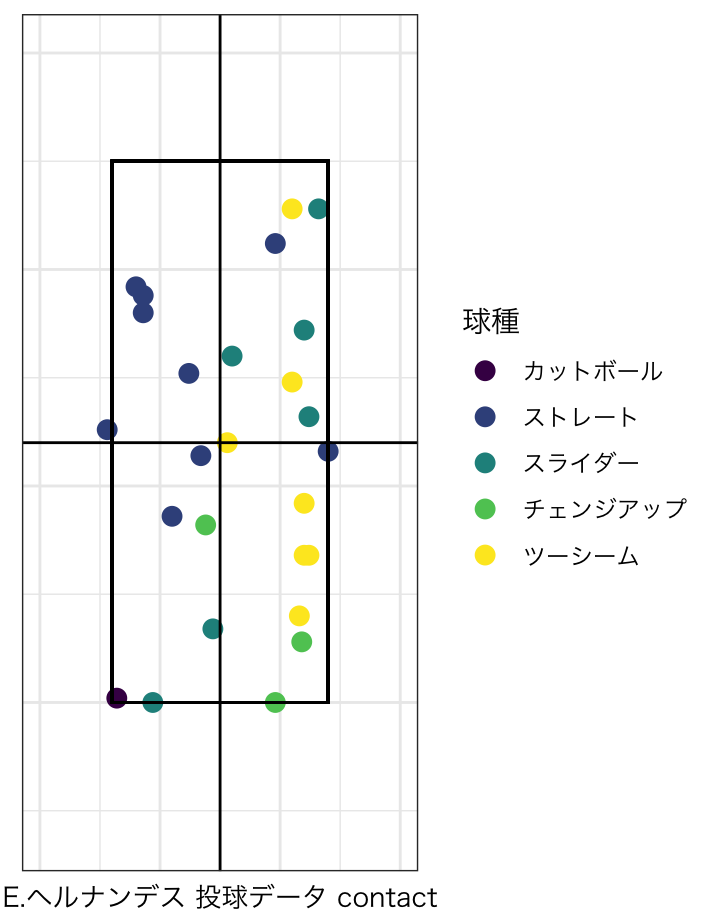 球種
カットボール
ストレート
スライダー
チェンジアップ
ツーシーム
E.ヘルナンデス 投球データ contact